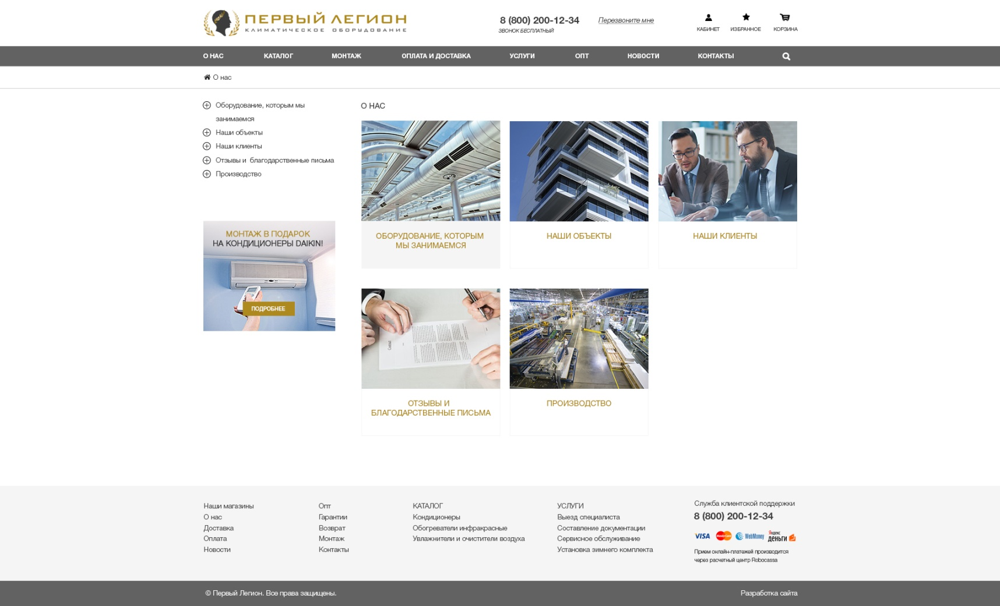 ПЕРВЫЙ ЛЕГИОН
КЛИМАТИЧЕСКОЕ ОБОРУДОВАНИЕ
8 (800) 200-12-34
ЗВОНОК БЕСПЛАТНЫЙ
Перезвоните мне
КАБИНЕТ
ИЗБРАННОЕ
КОРЗИНА
О НАС
КАТАЛОГ
МОНТАЖ
ОПЛАТА И ДОСТАВКА
УСЛУГИ
ОПТ
НОВОСТИ
КОНТАКТЫ
О нас
Оборудование, которым мы
занимаемся
Наши объекты
Наши клиенты
Отзывы и благодарственные письма
Производство
МОНТАЖ В ПОДАРОК
НА КОНДИЦИОНЕРЫ DAIKIN!
ПОДРОБНЕЕ
О НАС
ОБОРУДОВАНИЕ, КОТОРЫМ
МЫ ЗАНИМАЕМСЯ
НАШИ ОБЪЕКТЫ
НАШИ КЛИЕНТЫ
Contract
ОТЗЫВЫ И
БЛАГОДАРСТВЕННЫЕ ПИСЬМА
ПРОИЗВОДСТВО
Наши магазины
О нас
Доставка
Оплата
Новости
Опт
Гарантии
Возврат
Монтаж
Контакты
КАТАЛОГ
Кондиционеры
Обогреватели инфракрасные
Увлажнители и очистители воздуха
УСЛУГИ
Выезд специалиста
Составление документации
Сервисное обслуживание
Установка зимнего комплекта
Служба клиентской поддержки
8 (800) 200-12-34
VISA
MasterCard
WebMoney
Яндекс
деньги
Прием онлайн-платежей производится
через расчетный центр Robocassa
© Первый Легион. Все права защищены.
Разработка сайта